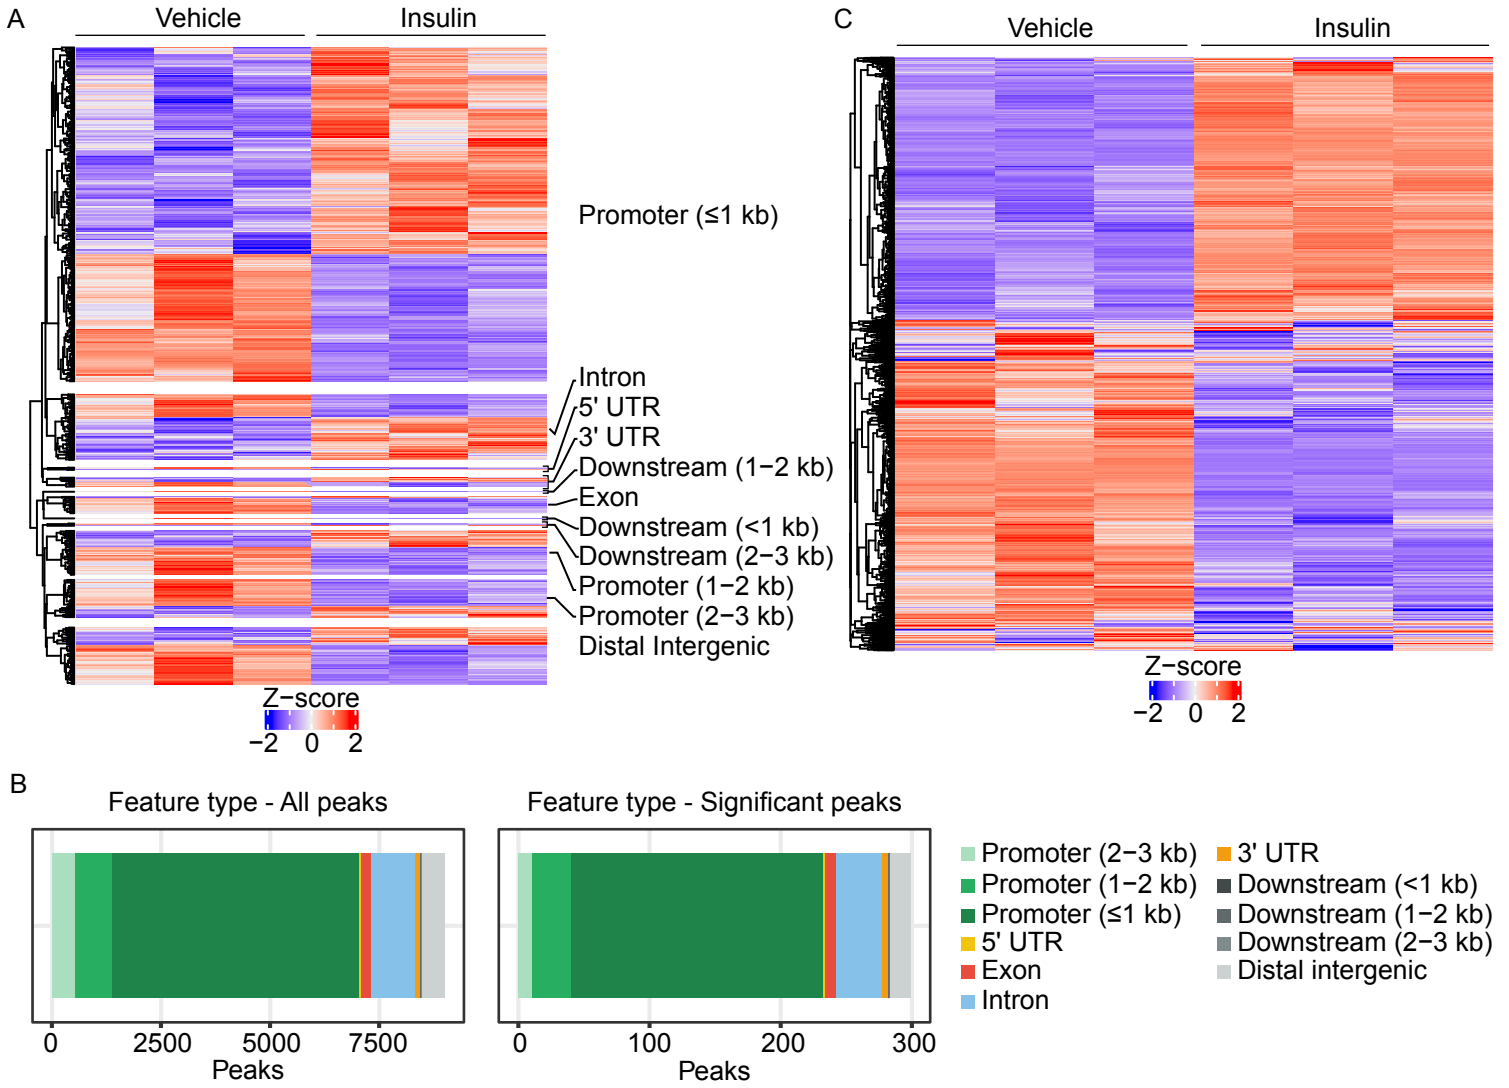 A
Vehicle
Insulin
Promoter (≤1 kb)
Intron
5' UTR
3' UTR
Downstream (1−2 kb)
Exon
Downstream (<1 kb)
Downstream (2−3 kb)
Promoter (1−2 kb)
Promoter (2−3 kb)
Distal Intergenic
Z−score
−2 0 2
C
Vehicle
Insulin
Z−score
−2 0 2
B
Feature type - All peaks
0 2500 5000 7500
Peaks
Feature type - Significant peaks
0 100 200 300
Peaks
Promoter (2−3 kb)
Promoter (1−2 kb)
Promoter (≤1 kb)
5' UTR
Exon
Intron
3' UTR
Downstream (<1 kb)
Downstream (1−2 kb)
Downstream (2−3 kb)
Distal intergenic